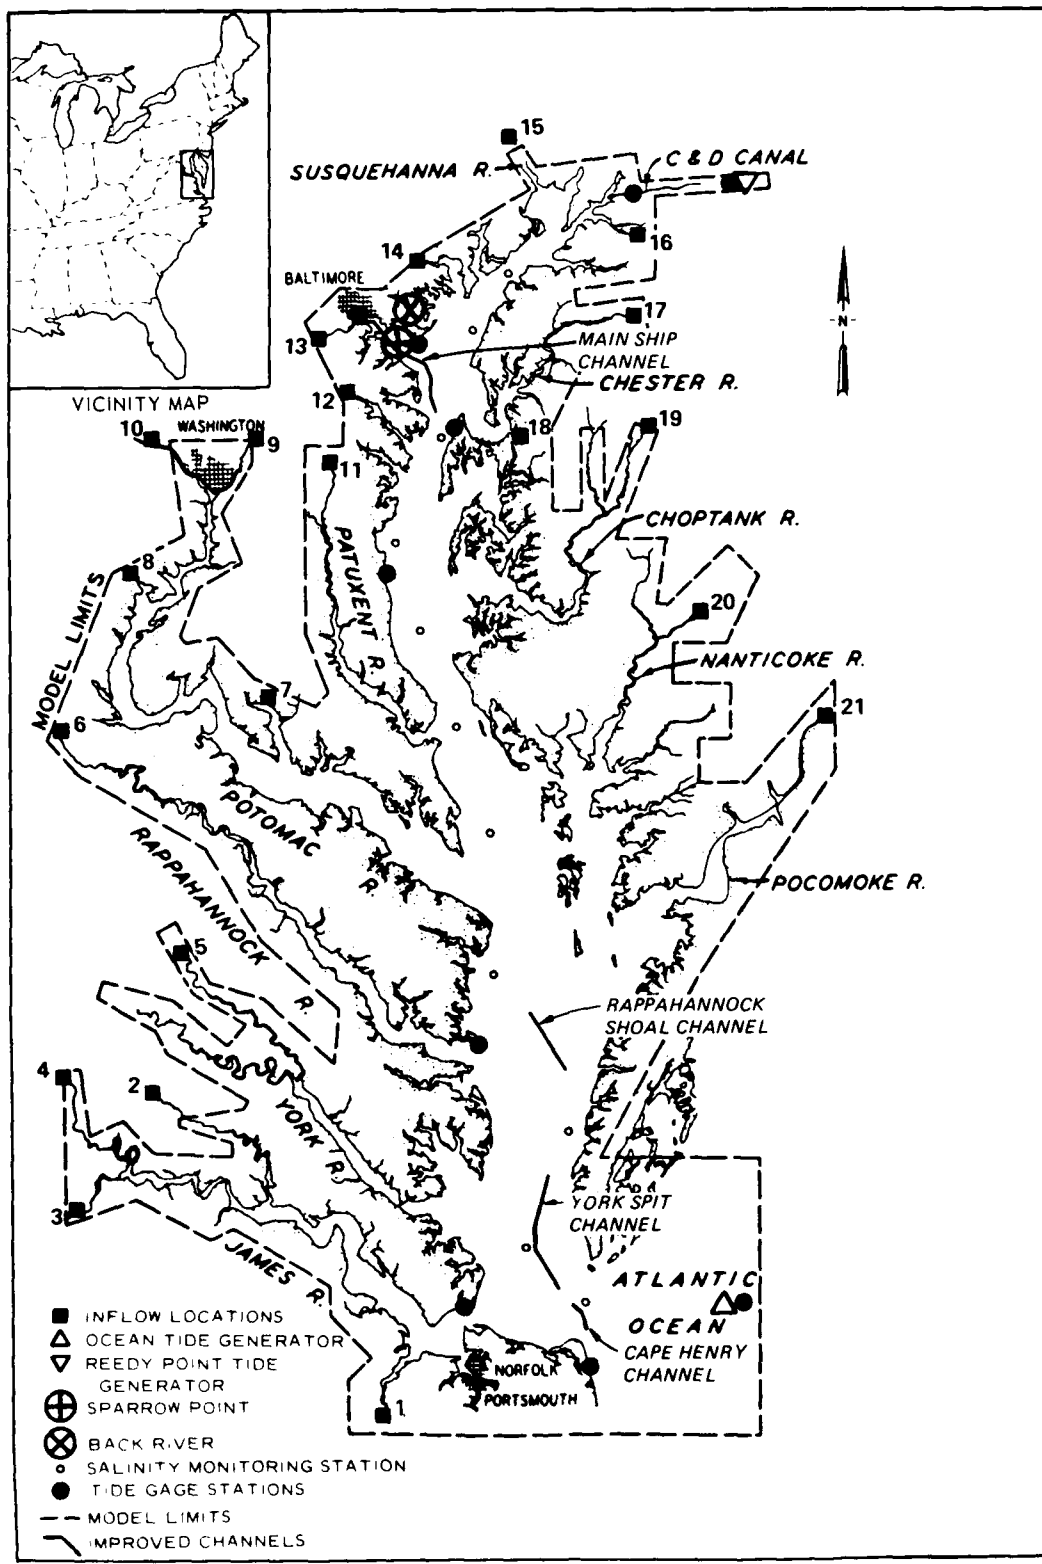 15
SUSQUEHANNA R.
C & D CANAL
16
14
BALTIMORE
17
13
MAIN SHIP
CHANNEL
CHESTER R.
12
VICINITY MAP
N
10
WASHINGTON
9
18
19
11
CHOPTANK R.
8
PATUXENT R.
20
MODEL LIMITS
NANTICOKE R.
7
6
21
POTOMAC
R.
RAPPAHANNOCK
R.
POCOMOKE R.
5
RAPPAHANNOCK
SHOAL CHANNEL
4
2
YORK R.
3
YORK SPIT
CHANNEL
JAMES R.
ATLANTIC
OCEAN
CAPE HENRY
CHANNEL
NORFOLK
PORTSMOUTH
1
INFLOW LOCATIONS
OCEAN TIDE GENERATOR
REEDY POINT TIDE
GENERATOR
SPARROW POINT
BACK RIVER
SALINITY MONITORING STATION
TIDE GAGE STATIONS
MODEL LIMITS
IMPROVED CHANNELS